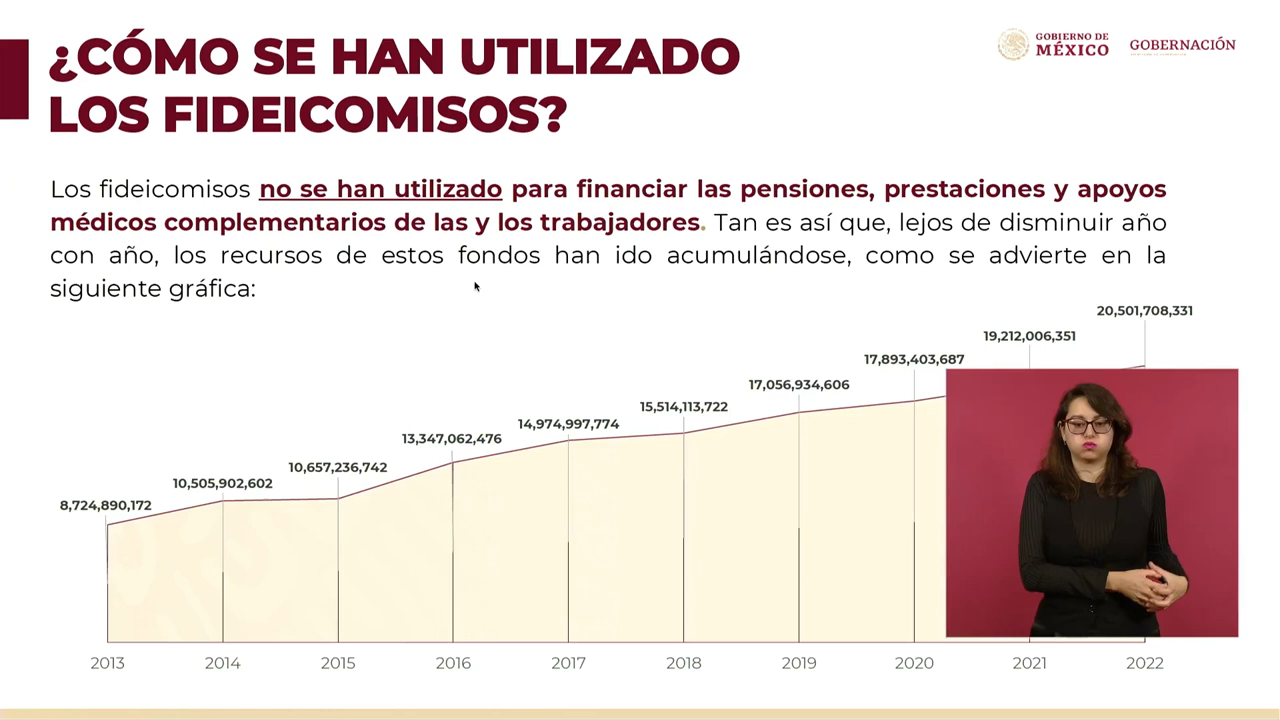 ¿CÓMO SE HAN UTILIZADO
LOS FIDEICOMISOS?
GOBIERNO DE
MÉXICO
GOBERNACIÓN
Los fideicomisos no se han utilizado para financiar las pensiones, prestaciones y apoyos
médicos complementarios de las y los trabajadores. Tan es así que, lejos de disminuir año
con año, los recursos de estos fondos han ido acumulándose, como se advierte en la
siguiente gráfica:
20,501,708,331
19,212,006,351
17,893,403,687
17,056,934,606
15,514,113,722
14,974,997,774
13,347,062,476
10,657,236,742
10,505,902,602
8,724,890,172
2013 2014 2015 2016 2017 2018 2019 2020 2021 2022